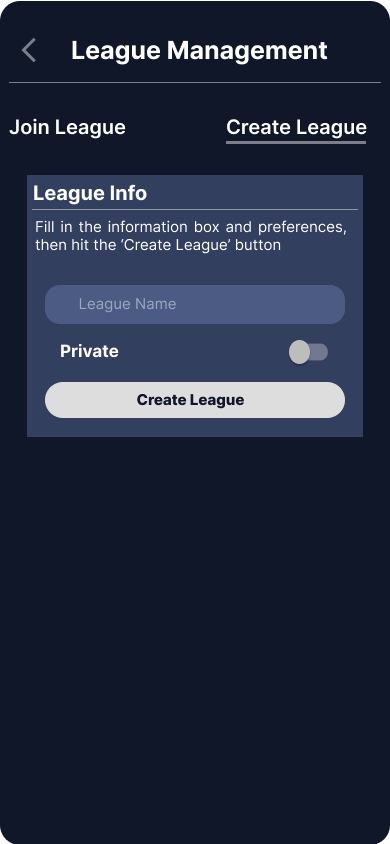 League Management
Join League
Create League
League Info
Fill in the information box and preferences,
then hit the ‘Create League’ button
League Name
Private
Create League